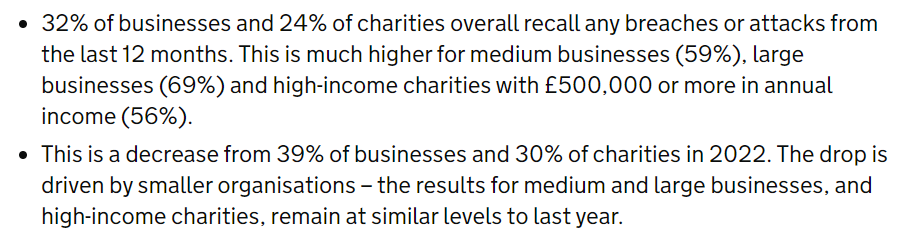 • 32% of businesses and 24% of charities overall recall any breaches or attacks from
the last 12 months. This is much higher for medium businesses (59%), large
businesses (69%) and high-income charities with £500,000 or more in annual
income (56%).
• This is a decrease from 39% of businesses and 30% of charities in 2022. The drop is
driven by smaller organisations – the results for medium and large businesses, and
high-income charities, remain at similar levels to last year.